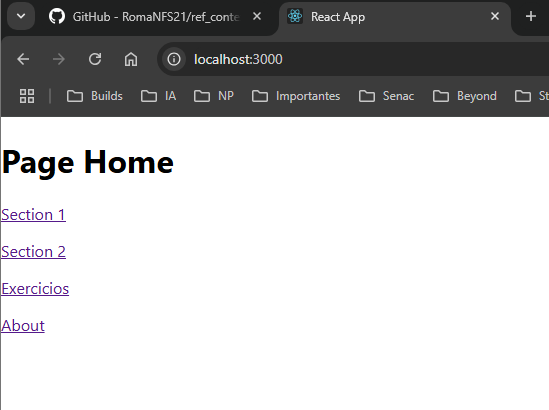 GitHub - RomaNFS21/ref_conte
React App
localhost:3000
Builds
IA
NP
Importantes
Senac
Beyond
St
Page Home
Section 1
Section 2
Exercicios
About